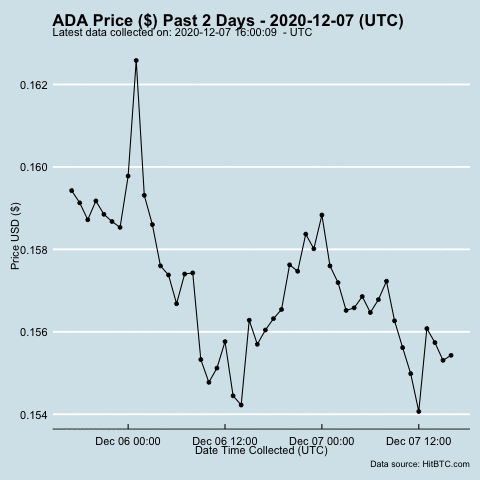 ADA Price ($) Past 2 Days - 2020-12-07 (UTC)
Latest data collected on: 2020-12-07 16:00:09 - UTC
0.162
0.160
0.158
0.156
0.154
Price USD ($)
Dec 06 00:00 Dec 06 12:00 Dec 07 00:00 Dec 07 12:00
Date Time Collected (UTC)
Data source: HitBTC.com